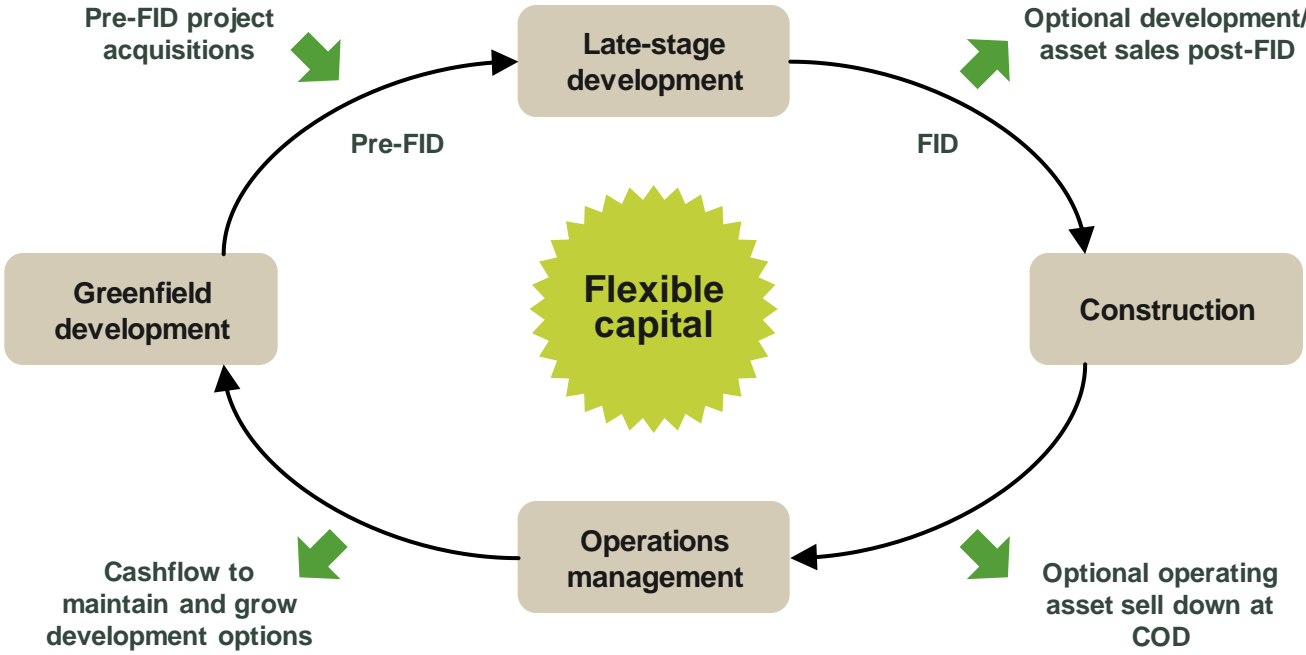 Pre-FID project
acquisitions
Late-stage
development
Optional development/
asset sales post-FID
Pre-FID
FID
Greenfield
development
Flexible
capital
Construction
Operations
management
Cashflow to
maintain and grow
development options
Optional operating
asset sell down at
COD